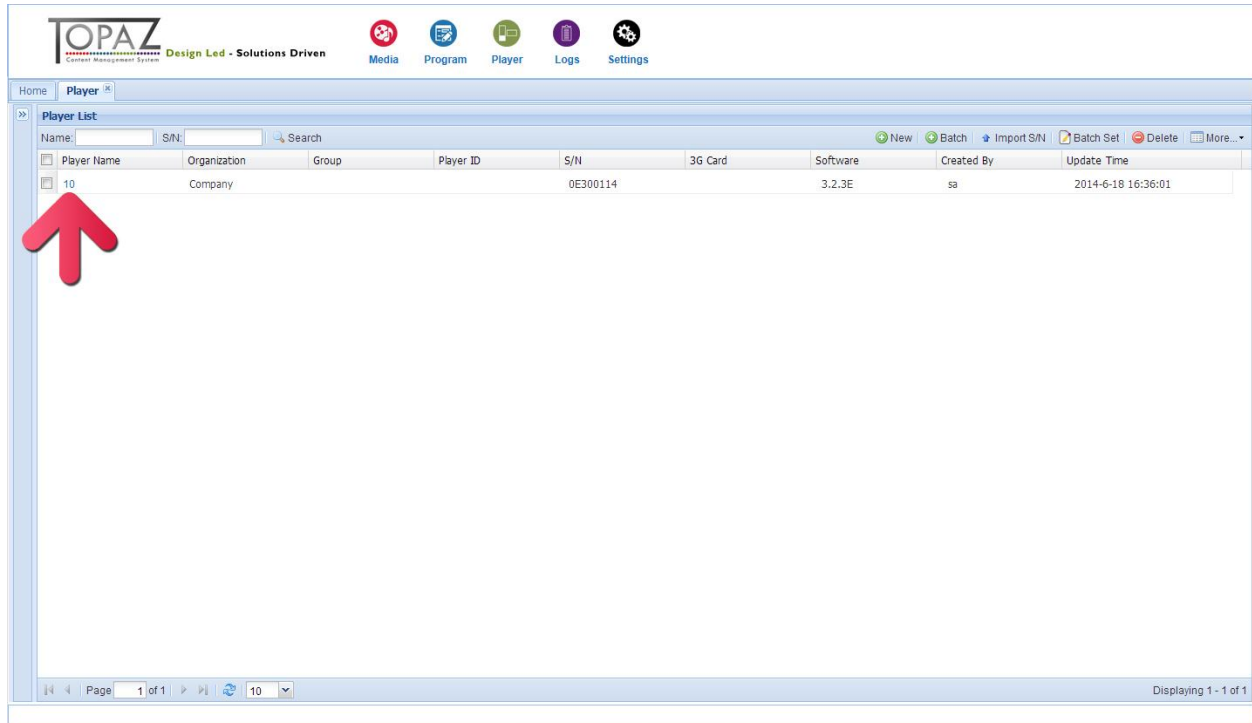 TOPAZ
Content Management System
Design Led - Solutions Driven
Media Program Player Logs Settings
Home Player
Player List
Name: S/N: Search New Batch Import S/N Batch Set Delete More...
Player Name Organization Group Player ID S/N 3G Card Software Created By Update Time
10 Company 0E300114 3.2.3E sa 2014-6-18 16:36:01
Page 1 of 1 10 Displaying 1 - 1 of 1